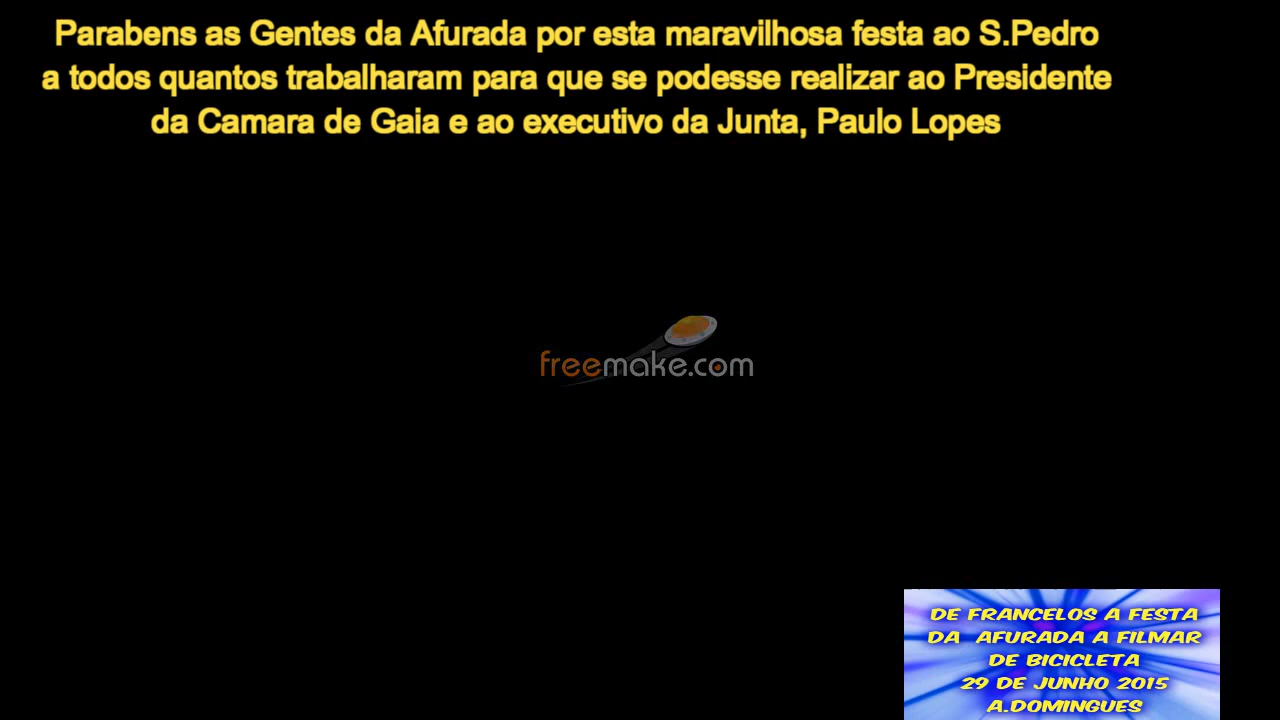 Parabens as Gentes da Afurada por esta maravilhosa festa ao S.Pedro
a todos quantos trabalharam para que se podesse realizar ao Presidente
da Camara de Gaia e ao executivo da Junta, Paulo Lopes
freemake.com
DE FRANCELOS A FESTA
DA AFURADA A FILMAR
DE BICICLETA
29 DE JUNHO 2015
A.DOMINGUES